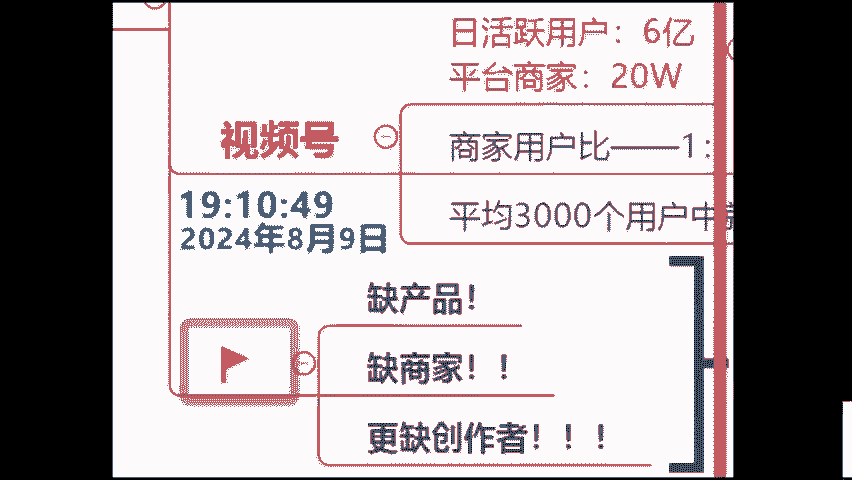 日活跃用户：6亿
平台商家：20W
视频号
商家用户比——1：
平均3000个用户中
19:10:49
2024年8月9日
缺产品！
缺商家！！
更缺创作者！！！